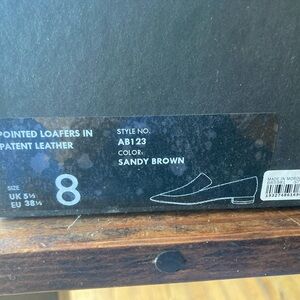 POINTED LOAFERS IN
PATENT LEATHER
STYLE NO.
AB123
COLOR:
SANDY BROWN
SIZE
UK 5½
EU 38½
8
MADE IN